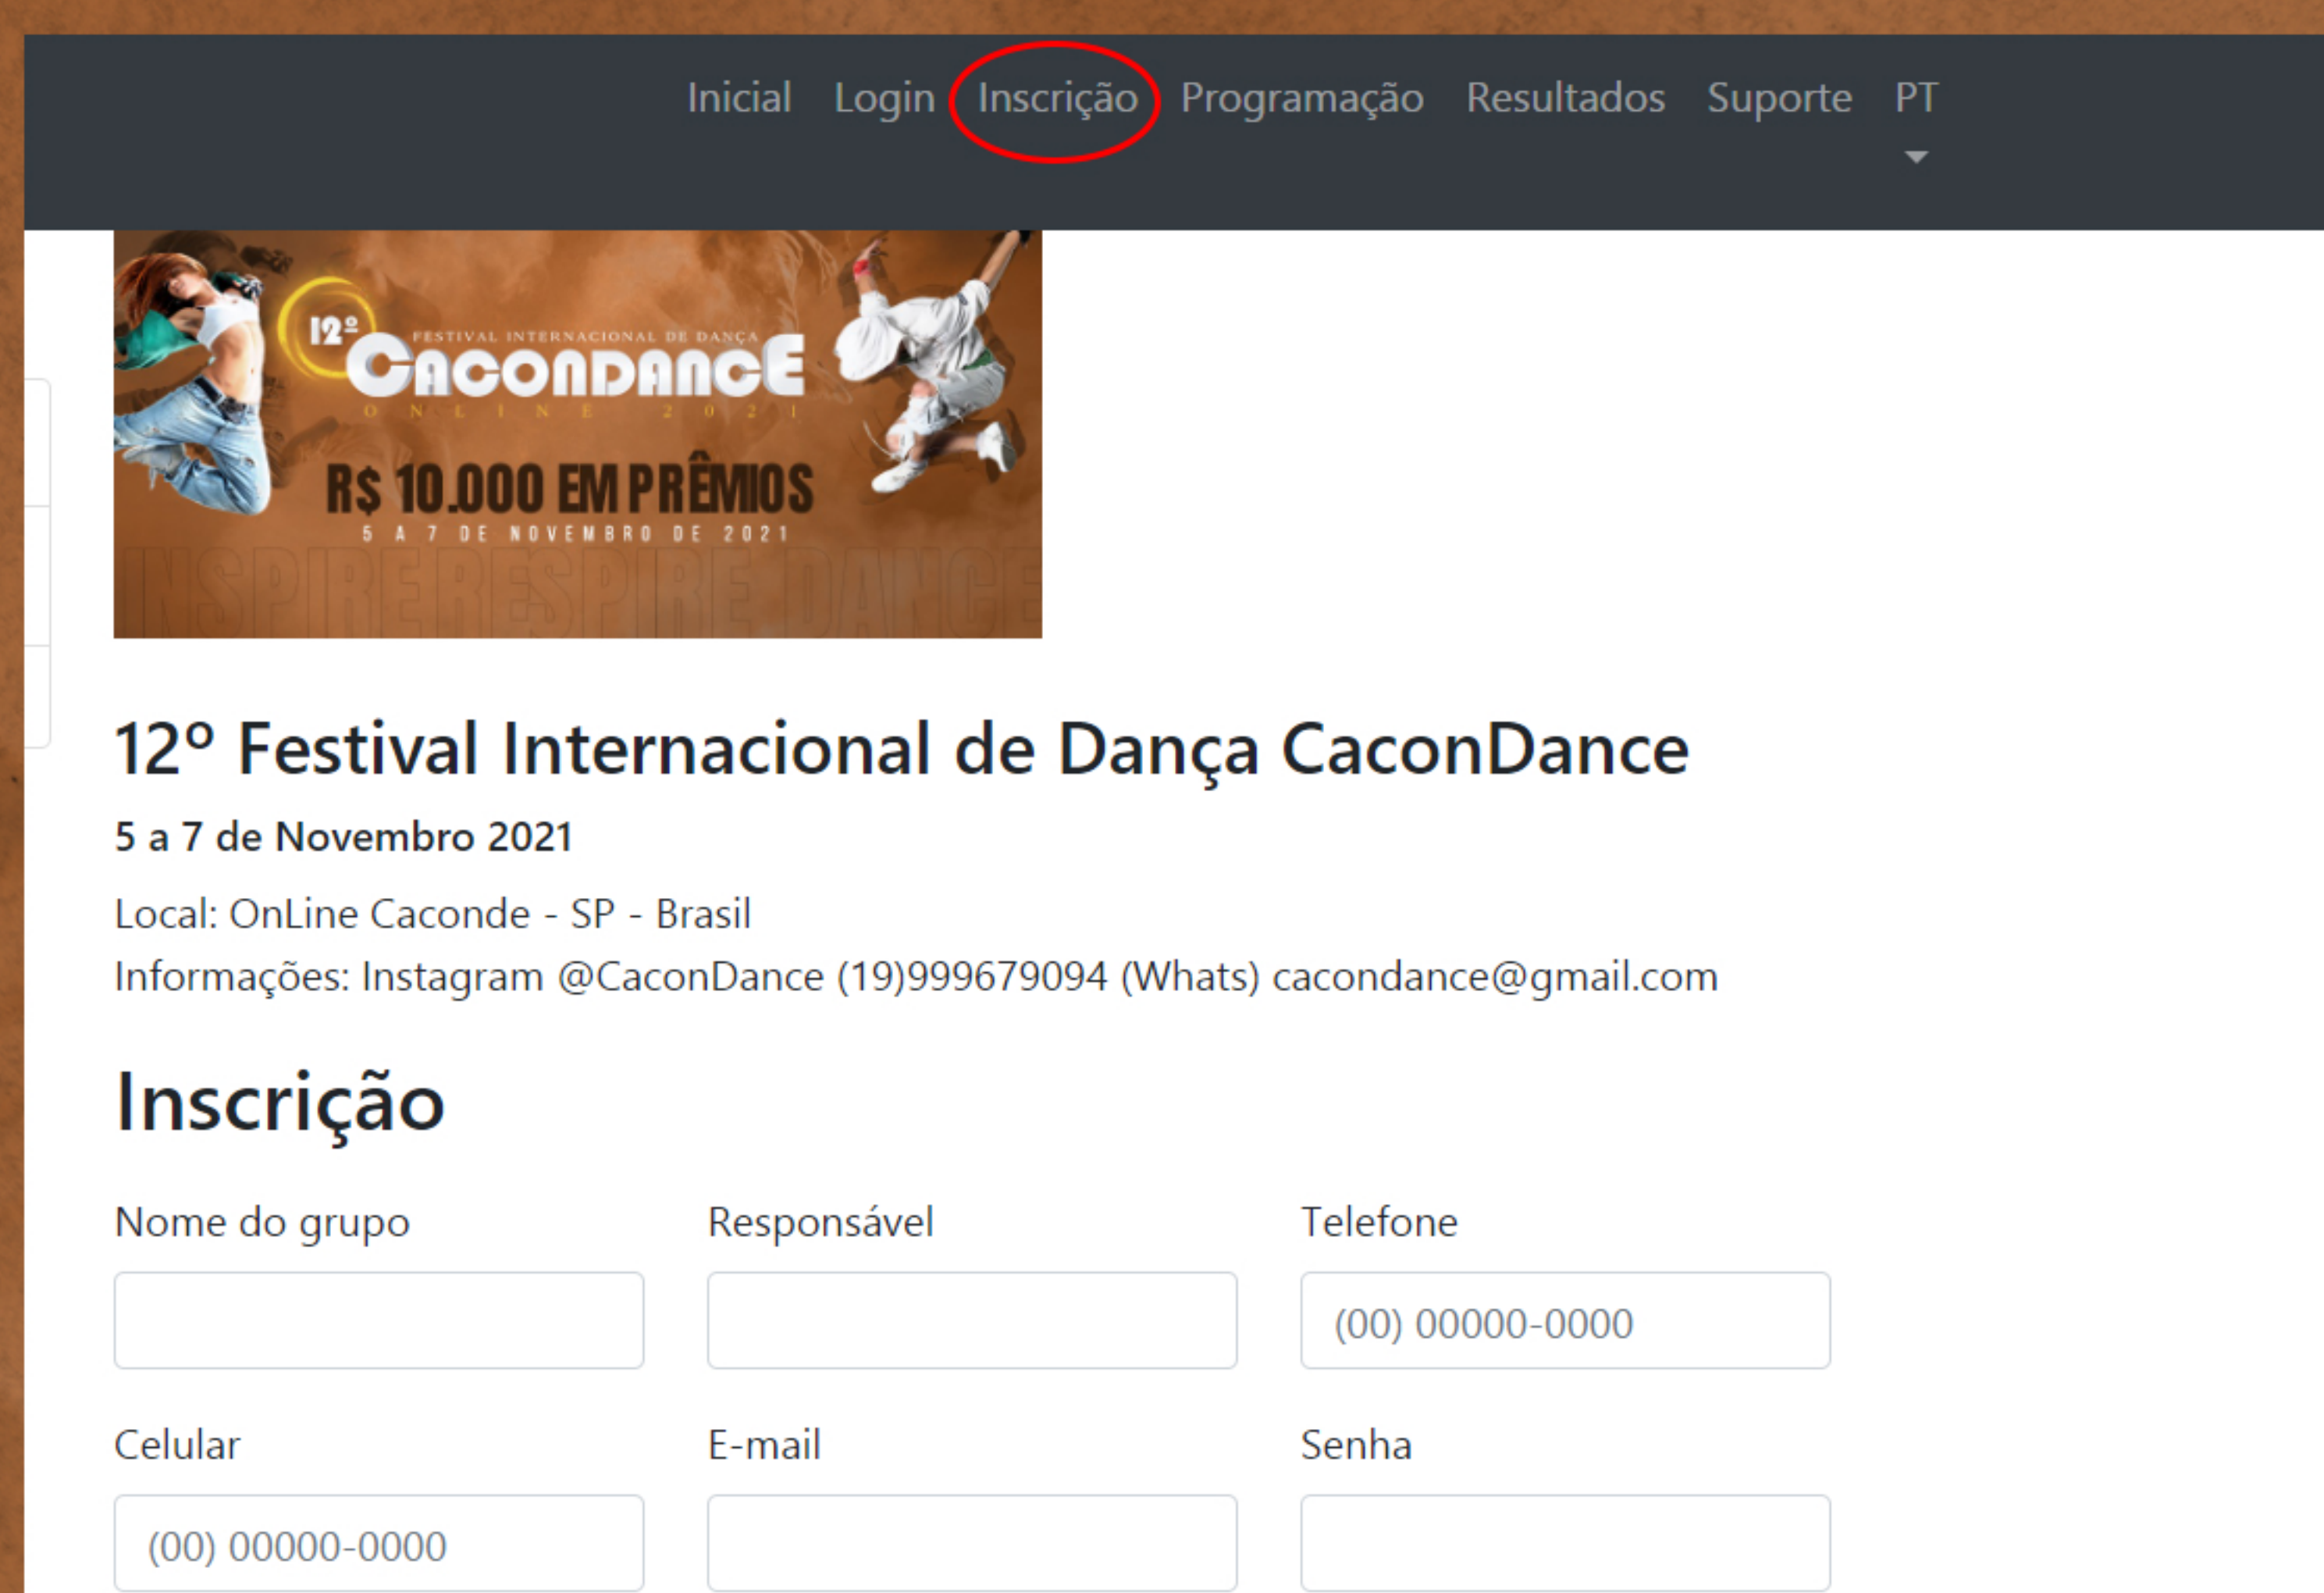 Inicial Login Inscrição Programação Resultados Suporte PT
12º
FESTIVAL INTERNACIONAL DE DANÇA
CACONDANCE
ONLINE 2021
R$ 10.000 EM PRÊMIOS
5 A 7 DE NOVEMBRO DE 2021
INSPIRE RESPIRE DANCE
12º Festival Internacional de Dança CaconDance
5 a 7 de Novembro 2021
Local: OnLine Caconde - SP - Brasil
Informações: Instagram @CaconDance (19)999679094 (Whats) cacondance@gmail.com
Inscrição
Nome do grupo Responsável Telefone
(00) 00000-0000
Celular E-mail Senha
(00) 00000-0000